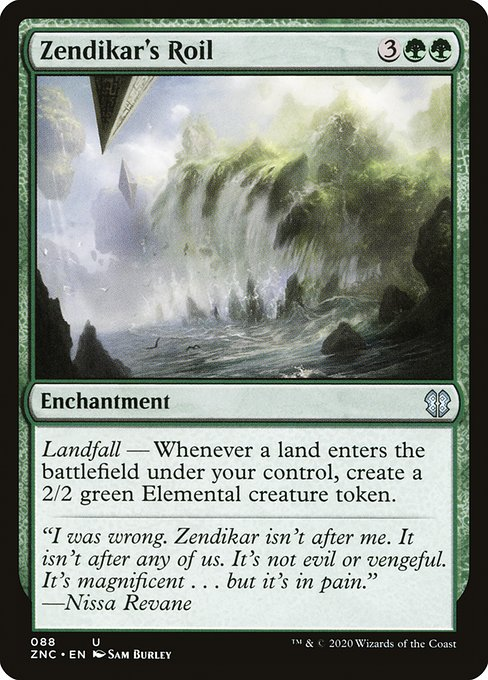 Zendikar's Roil 3
Enchantment
Landfall — Whenever a land enters the
battlefield under your control, create a
2/2 green Elemental creature token.
“I was wrong. Zendikar isn't after me. It
isn't after any of us. It's not evil or vengeful.
It's magnificent . . . but it's in pain.”
—Nissa Revane
088 U
ZNC • EN Sam Burley
™ & © 2020 Wizards of the Coast